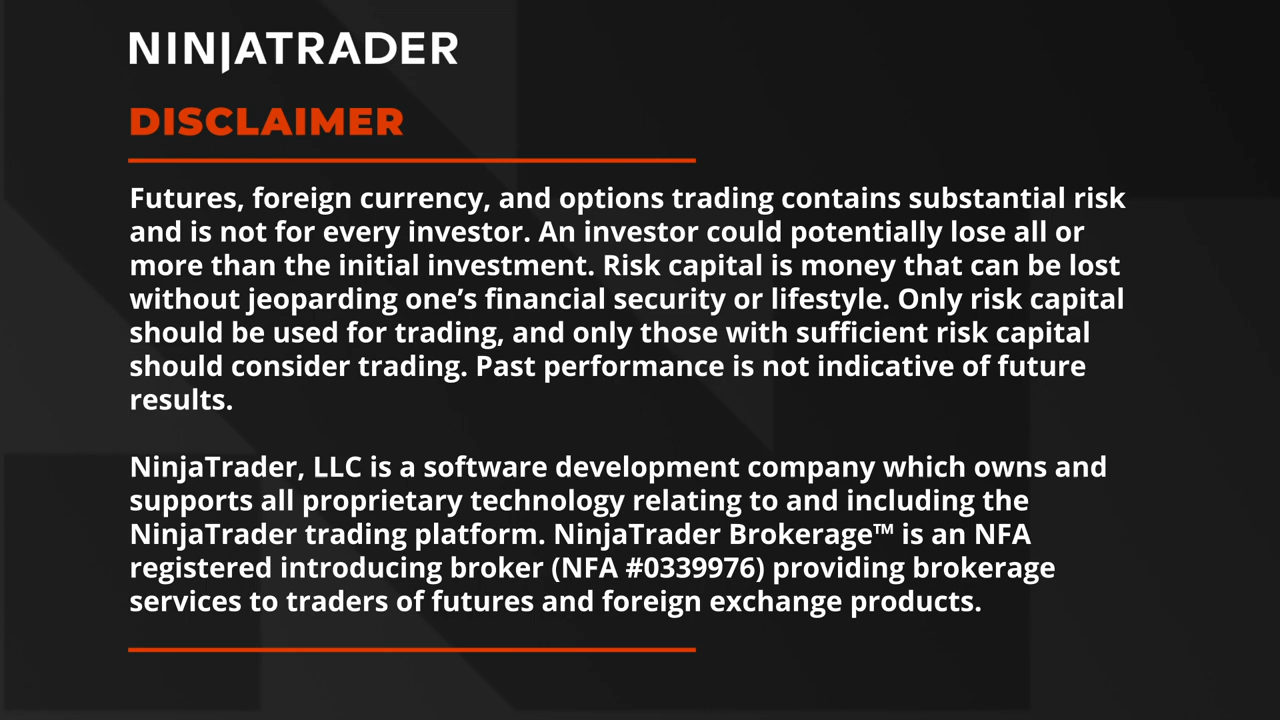 NINJATRADER
DISCLAIMER
Futures, foreign currency, and options trading contains substantial risk
and is not for every investor. An investor could potentially lose all or
more than the initial investment. Risk capital is money that can be lost
without jeoparding one’s financial security or lifestyle. Only risk capital
should be used for trading, and only those with sufficient risk capital
should consider trading. Past performance is not indicative of future
results.
NinjaTrader, LLC is a software development company which owns and
supports all proprietary technology relating to and including the
NinjaTrader trading platform. NinjaTrader Brokerage™ is an NFA
registered introducing broker (NFA #0339976) providing brokerage
services to traders of futures and foreign exchange products.